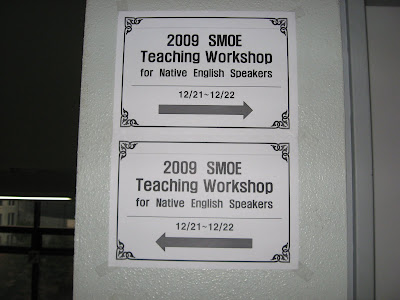 2009 SMOE
Teaching Workshop
for Native English Speakers
12/21~12/22
2009 SMOE
Teaching Workshop
for Native English Speakers
12/21~12/22